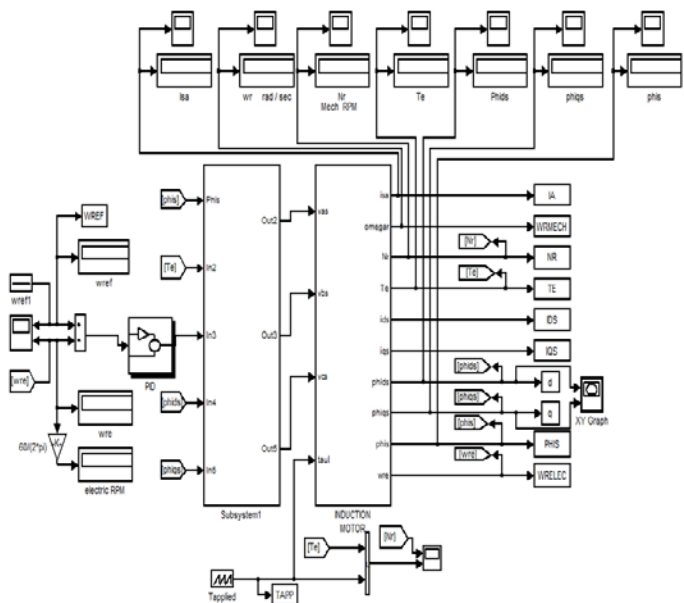 Isa
wr rad / sec
Nr
Mech RPM
Te
Phids
phiqs
phis
[phis]
Phis
Out2
vas
isa
IA
WREF
omegar
WRMECH
[Nr]
Nr
NR
wref
[Te]
In2
[Te]
Te
TE
wref1
vbs
ids
IDS
In3
Out3
iqs
IQS
[wre]
PID
[phids]
[phids]
In4
vcs
phids
d
[phiqs]
phiqs
q
XY Graph
wre
[phis]
phis
PHIS
60/(2*pi)
-K-
Out5
[wre]
[phiqs]
In5
taul
wre
WRELEC
electric RPM
Subsystem1
INDUCTION
MOTOR
[Nr]
[Te]
Tapplied
TAPP